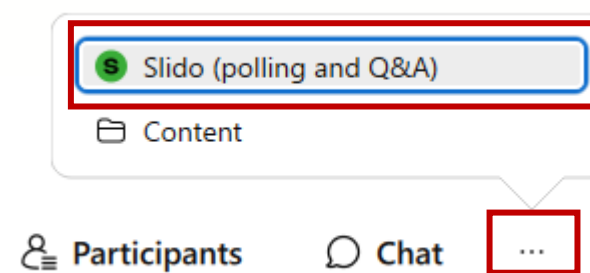 S Slido (polling and Q&A)
Content
Participants Chat ...